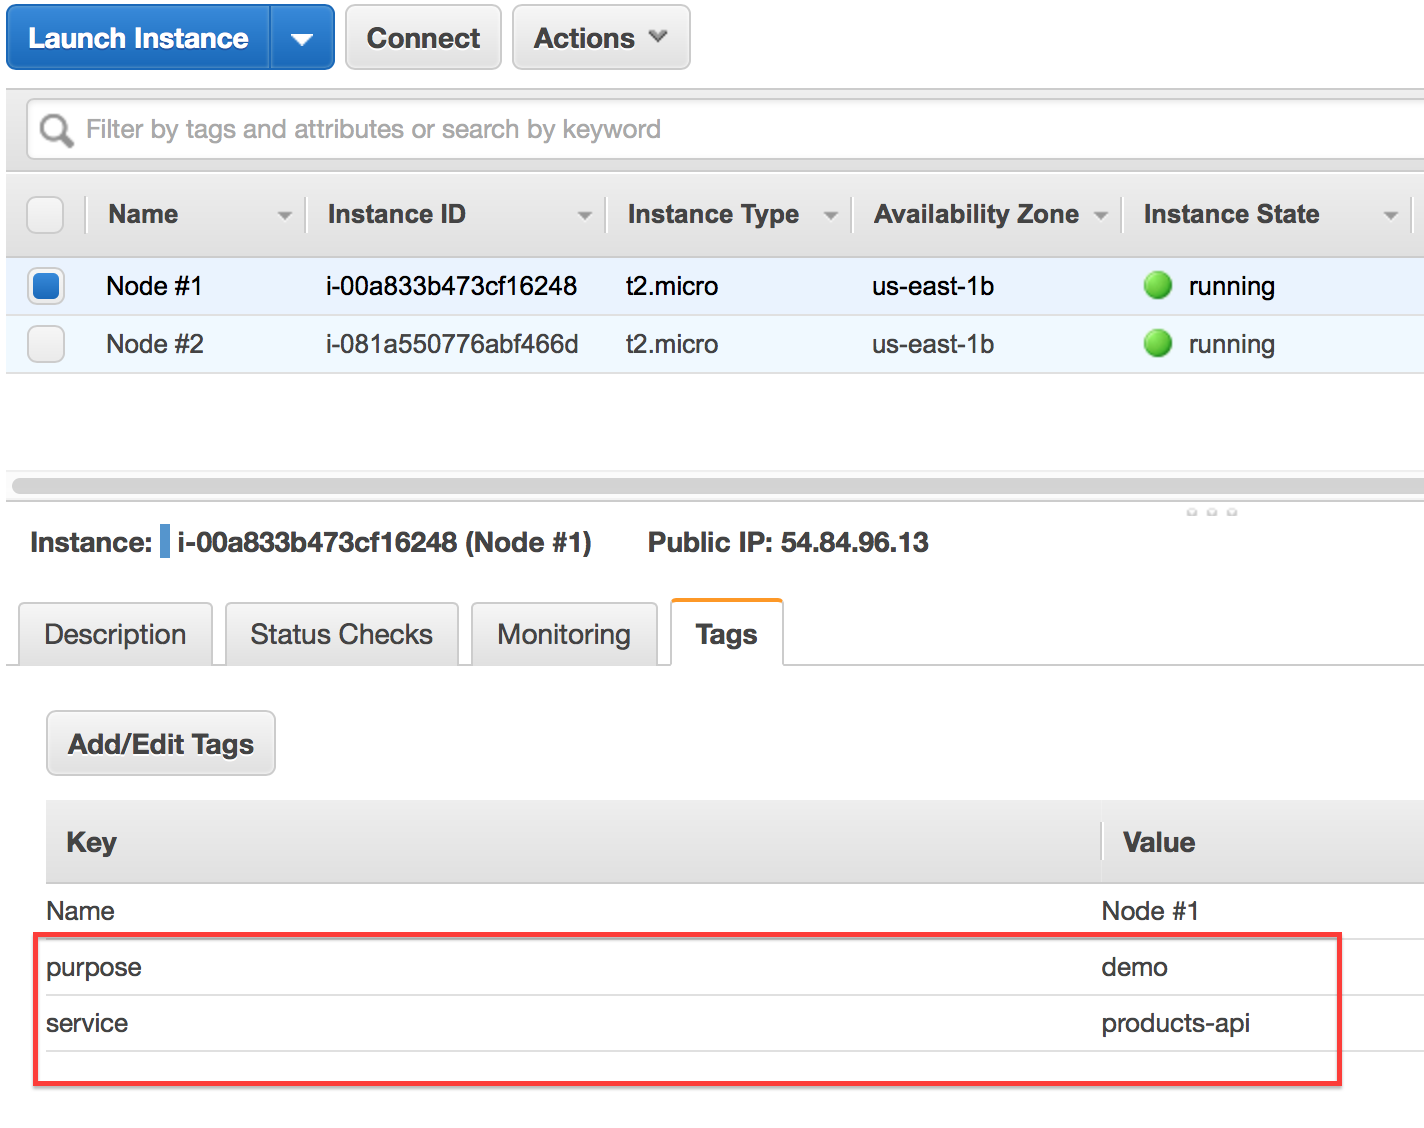 Launch Instance Connect Actions
Filter by tags and attributes or search by keyword
Name Instance ID Instance Type Availability Zone Instance State
Node #1 i-00a833b473cf16248 t2.micro us-east-1b running
Node #2 i-081a550776abf466d t2.micro us-east-1b running
Instance: i-00a833b473cf16248 (Node #1) Public IP: 54.84.96.13
Description Status Checks Monitoring Tags
Add/Edit Tags
Key Value
Name Node #1
purpose demo
service products-api